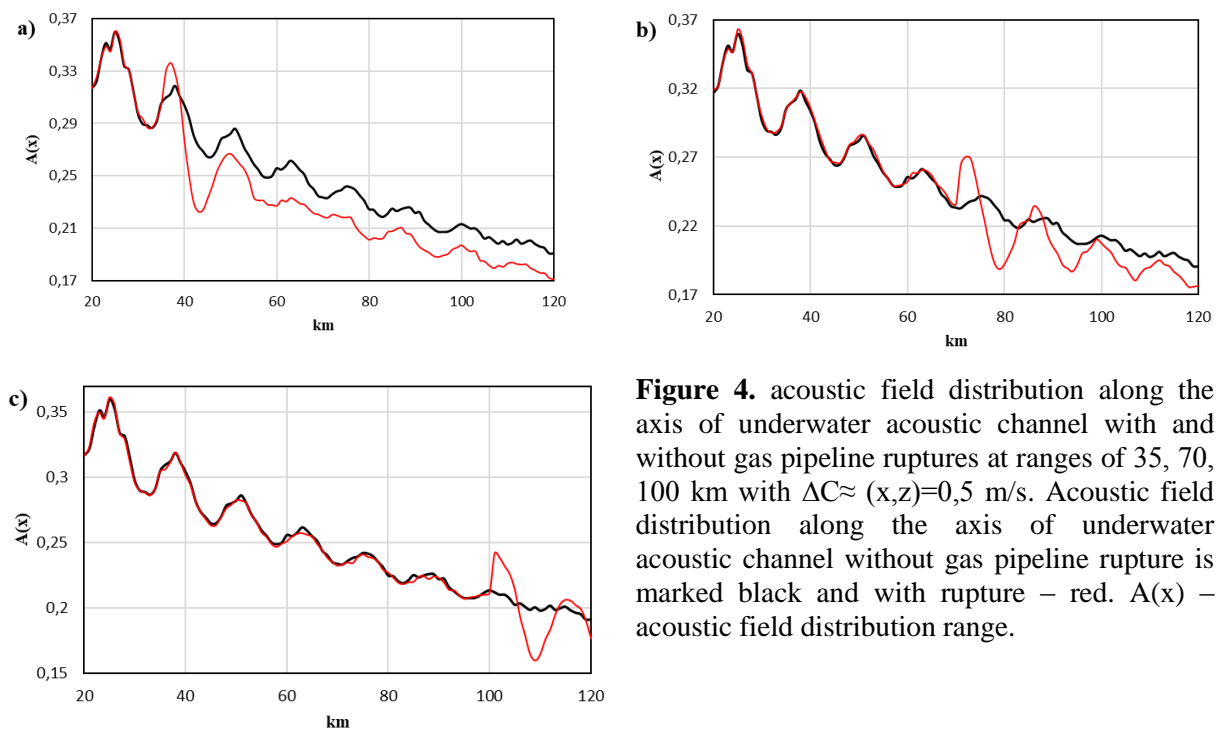 a)
0,37
0,33
0,29
0,25
0,21
0,17
A(x)
20 40 60 80 100 120
km
b)
0,37
0,32
0,27
0,22
0,17
A(x)
20 40 60 80 100 120
km
c)
0,35
0,3
0,25
0,2
0,15
A(x)
20 40 60 80 100 120
km
Figure 4. acoustic field distribution along the
axis of underwater acoustic channel with and
without gas pipeline ruptures at ranges of 35, 70,
100 km with ΔC≈ (x,z)=0,5 m/s. Acoustic field
distribution along the axis of underwater
acoustic channel without gas pipeline rupture is
marked black and with rupture – red. A(x) –
acoustic field distribution range.